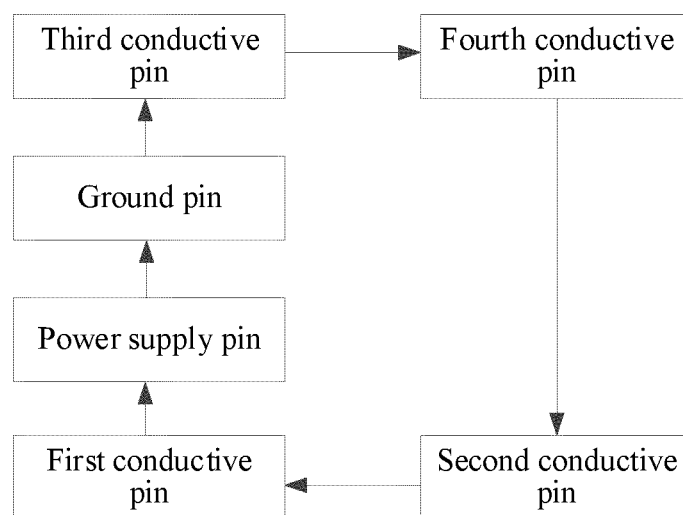 Third conductive
pin
Fourth conductive
pin
Ground pin
Power supply pin
First conductive
pin
Second conductive
pin